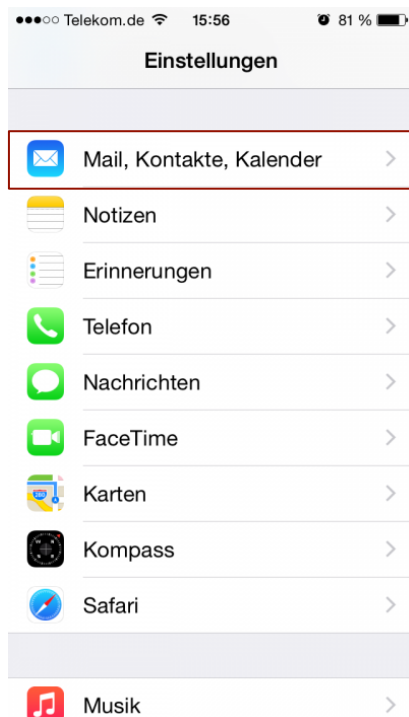 Telekom.de 15:56 81 %
Einstellungen
Mail, Kontakte, Kalender
Notizen
Erinnerungen
Telefon
Nachrichten
FaceTime
Karten
Kompass
Safari
Musik